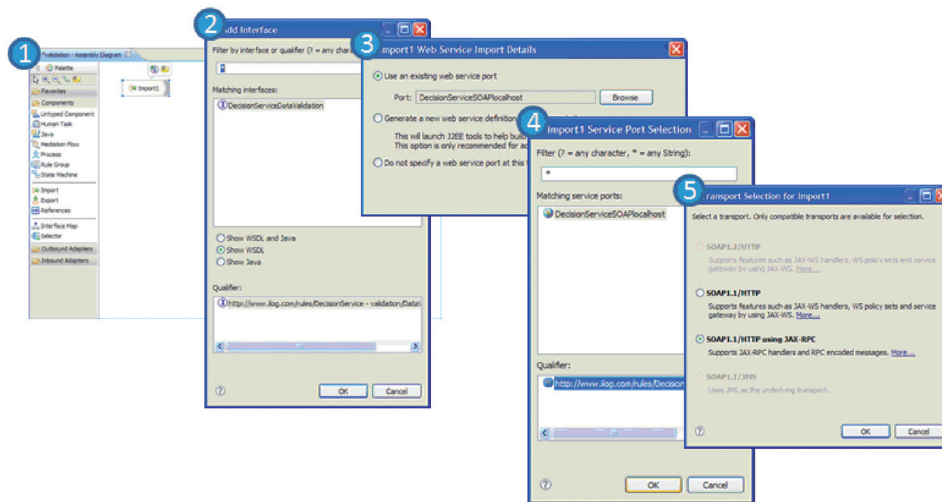 1
*validation - Assembly Diagram
Palette
Favorites
Components
Untyped Component
Human Task
Java
Mediation Flow
Process
Rule Group
State Machine
Import
Export
References
Interface Map
Selector
Outbound Adapters
Inbound Adapters
Import1
2
Add Interface
Filter by interface or qualifier (? = any character
*
Matching interfaces:
DecisionServiceDataValidation
Show WSDL and Java
Show WSDL
Show Java
Qualifier:
http://www.ilog.com/rules/DecisionService - validation/Data
OK
Cancel
3
Import1 Web Service Import Details
Use an existing web service port
Port:
DecisionServiceSOAPlocalhost
Browse
Generate a new web service definition
This will launch J2EE tools to help build
This option is only recommended for
Do not specify a web service port at this
4
Import1 Service Port Selection
Filter (? = any character, * = any String):
*
Matching service ports:
DecisionServiceSOAPlocalhost
Qualifier:
http://www.ilog.com/rules/Decision
OK
Cancel
5
Transport Selection for Import1
Select a transport. Only compatible transports are available for selection.
SOAP1.2/HTTP
Supports features such as JAX-WS handlers, WS policy sets and service
gateway by using JAX-WS. More...
SOAP1.1/HTTP
Supports features such as JAX-WS handlers, WS policy sets and service
gateway by using JAX-WS. More...
SOAP1.1/HTTP using JAX-RPC
Supports JAX-RPC handlers and RPC encoded messages. More...
SOAP1.1/JMS
Uses JMS as the underlying transport.
OK
Cancel